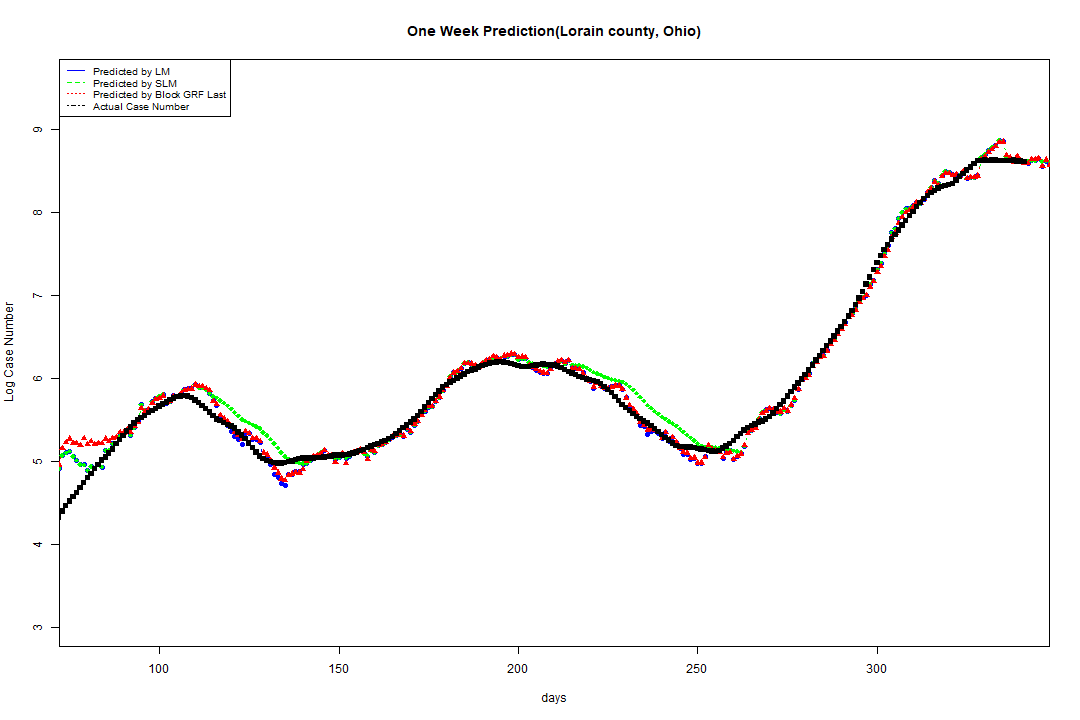 One Week Prediction(Lorain county, Ohio)
Predicted by LM
Predicted by SLM
Predicted by Block GRF Last
Actual Case Number
9
8
7
6
5
4
3
Log Case Number
100 150 200 250 300
days